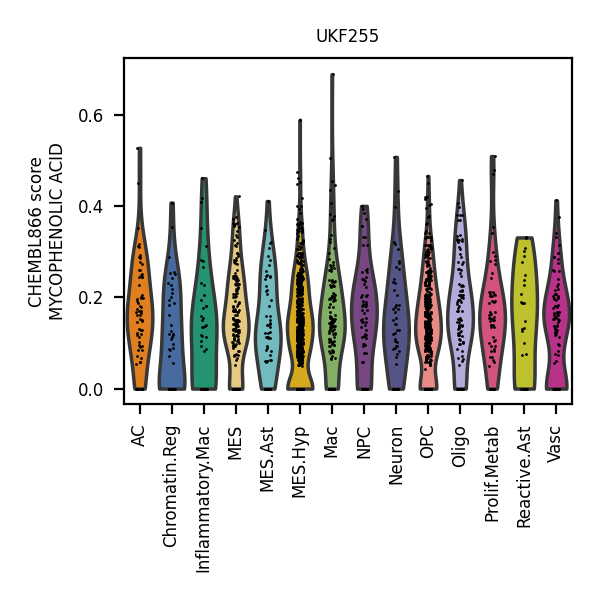 UKF255
CHEMBL866 score
MYCOPHENOLIC ACID
0.6
0.4
0.2
0.0
AC
Chromatin.Reg
Inflammatory.Mac
MES
MES.Ast
MES.Hyp
Mac
NPC
Neuron
OPC
Oligo
Prolif.Metab
Reactive.Ast
Vasc